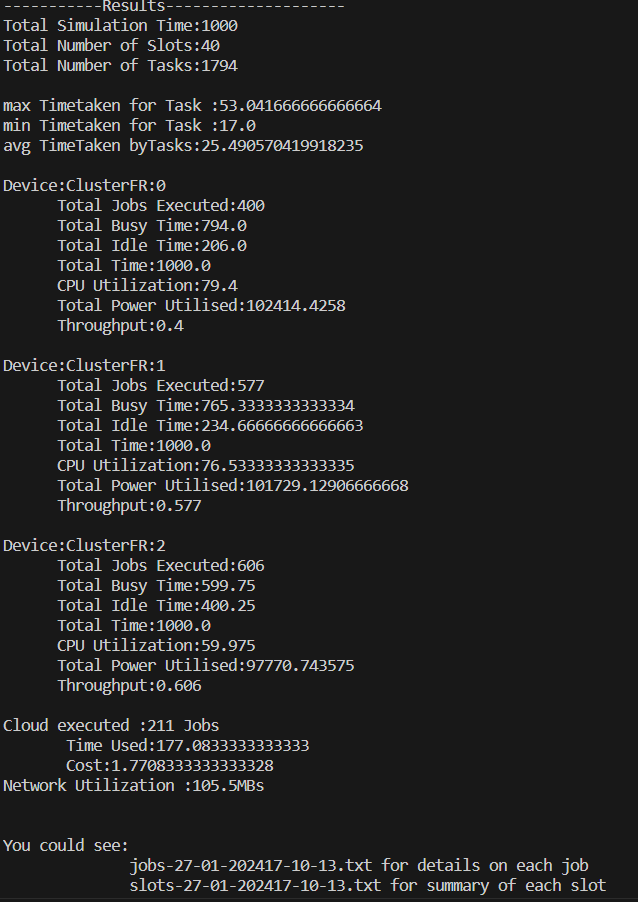 -----------Results--------------------
Total Simulation Time:1000
Total Number of Slots:40
Total Number of Tasks:1794
max Timetaken for Task :53.041666666666664
min Timetaken for Task :17.0
avg TimeTaken byTasks:25.490570419918235
Device:ClusterFR:0
Total Jobs Executed:400
Total Busy Time:794.0
Total Idle Time:206.0
Total Time:1000.0
CPU Utilization:79.4
Total Power Utilised:102414.4258
Throughput:0.4
Device:ClusterFR:1
Total Jobs Executed:577
Total Busy Time:765.3333333333334
Total Idle Time:234.66666666666663
Total Time:1000.0
CPU Utilization:76.53333333333335
Total Power Utilised:101729.12906666668
Throughput:0.577
Device:ClusterFR:2
Total Jobs Executed:606
Total Busy Time:599.75
Total Idle Time:400.25
Total Time:1000.0
CPU Utilization:59.975
Total Power Utilised:97770.743575
Throughput:0.606
Cloud executed :211 Jobs
Time Used:177.0833333333333
Cost:1.7708333333333328
Network Utilization :105.5MBs
You could see:
jobs-27-01-202417-10-13.txt for details on each job
slots-27-01-202417-10-13.txt for summary of each slot